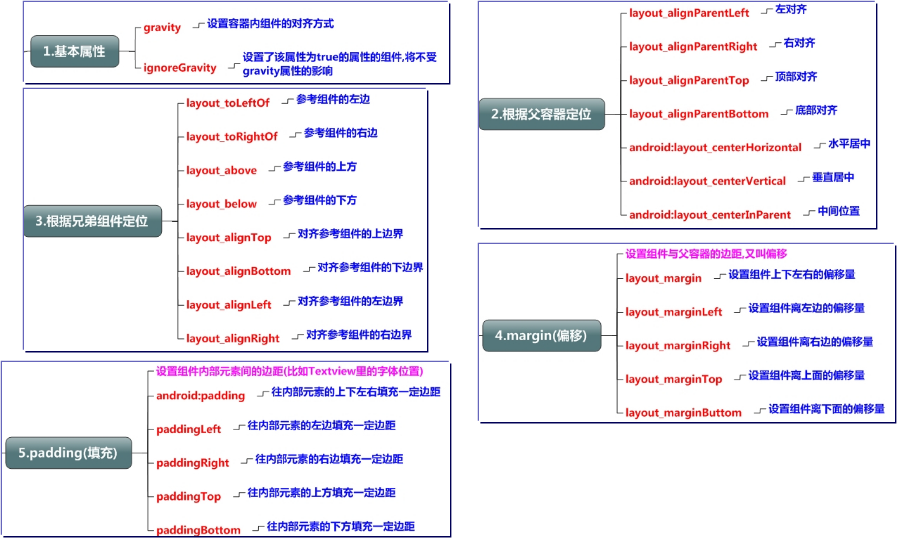 1.基本属性
gravity
设置容器内组件的对齐方式
ignoreGravity
设置了该属性为true的属性的组件,将不受
gravity属性的影响
2.根据父容器定位
layout_alignParentLeft
左对齐
layout_alignParentRight
右对齐
layout_alignParentTop
顶部对齐
layout_alignParentBottom
底部对齐
android:layout_centerHorizontal
水平居中
android:layout_centerVertical
垂直居中
android:layout_centerInParent
中间位置
3.根据兄弟组件定位
layout_toLeftOf
参考组件的左边
layout_toRightOf
参考组件的右边
layout_above
参考组件的上方
layout_below
参考组件的下方
layout_alignTop
对齐参考组件的上边界
layout_alignBottom
对齐参考组件的下边界
layout_alignLeft
对齐参考组件的左边界
layout_alignRight
对齐参考组件的右边界
4.margin(偏移)
设置组件与父容器的边距,又叫偏移
layout_margin
设置组件上下左右的偏移量
layout_marginLeft
设置组件离左边的偏移量
layout_marginRight
设置组件离右边的偏移量
layout_marginTop
设置组件离上面的偏移量
layout_marginButtom
设置组件离下面的偏移量
5.padding(填充)
设置组件内部元素间的边距(比如Textview里的字体位置)
android:padding
往内部元素的上下左右填充一定边距
paddingLeft
往内部元素的左边填充一定边距
paddingRight
往内部元素的右边填充一定边距
paddingTop
往内部元素的上方填充一定边距
paddingBottom
往内部元素的下方填充一定边距